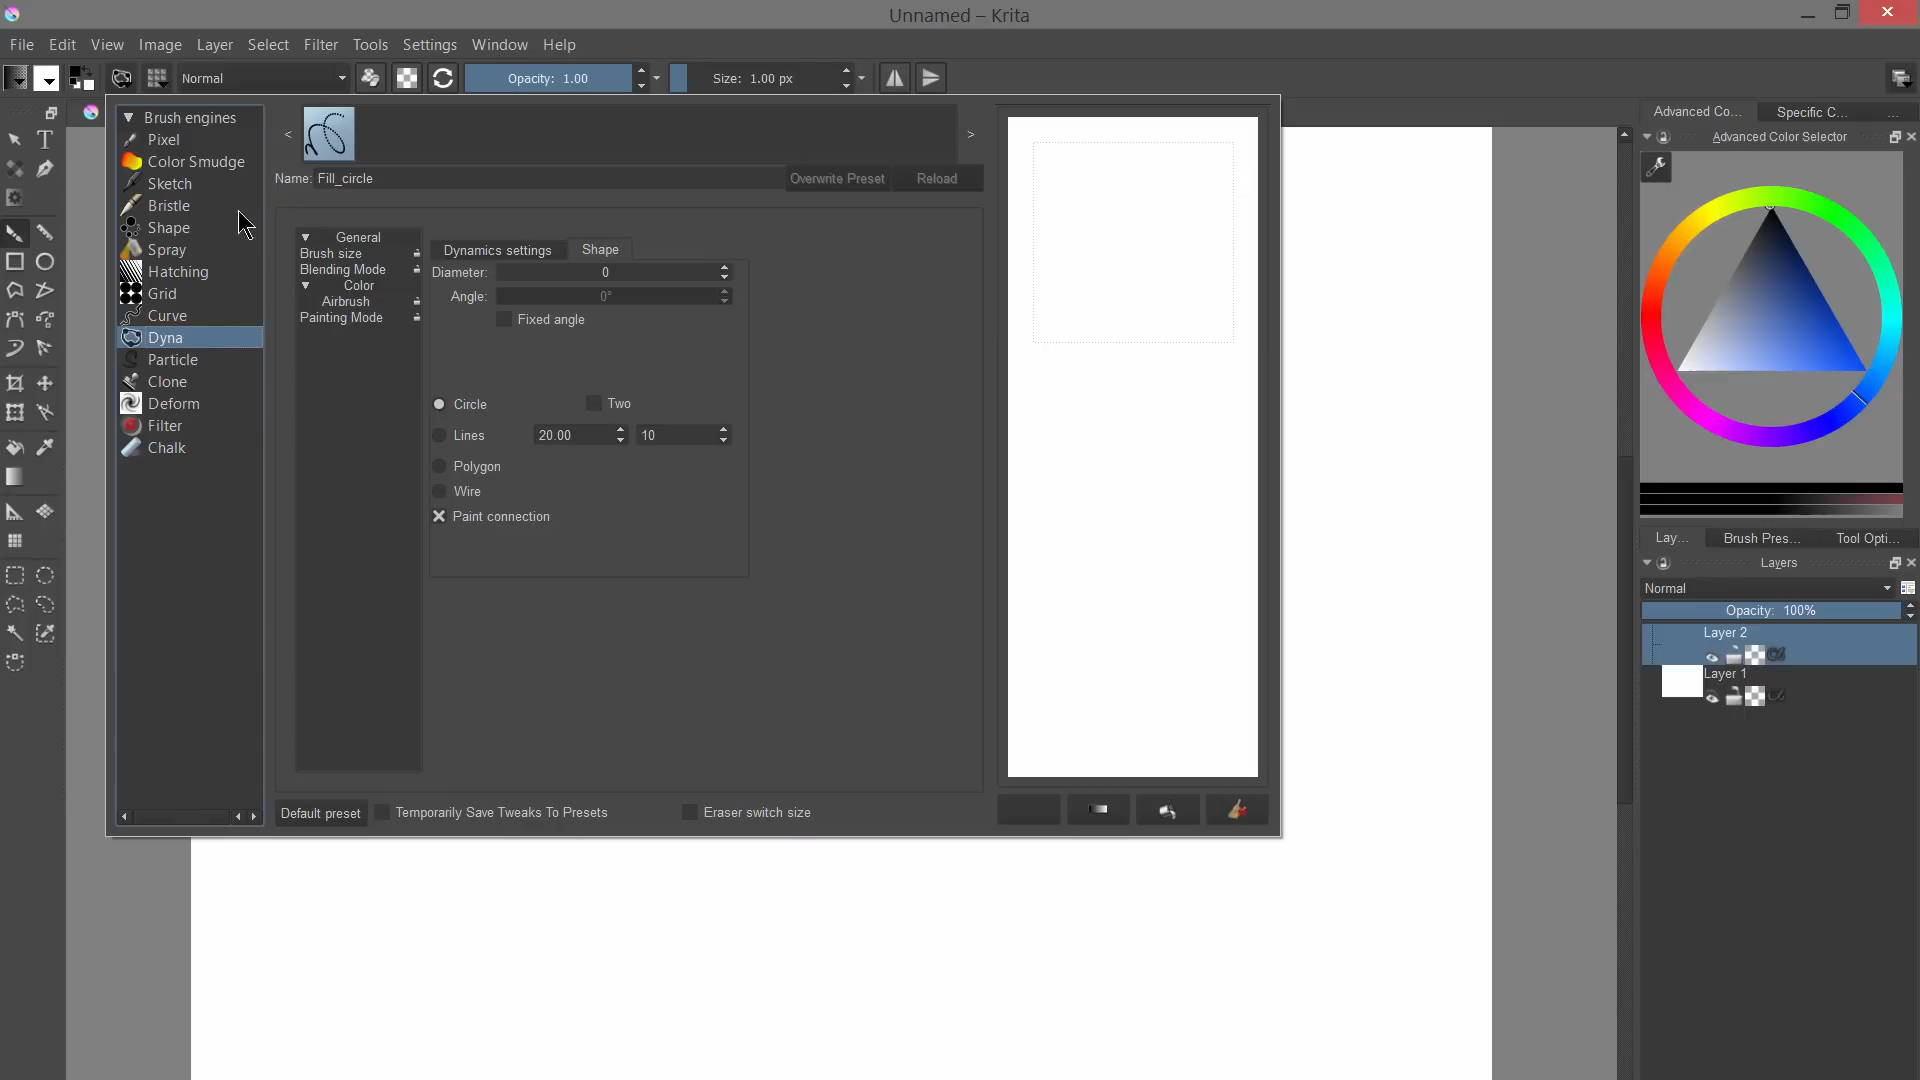 Unnamed – Krita
File Edit View Image Layer Select Filter Tools Settings Window Help
Normal Opacity: 1.00 Size: 1.00 px
Brush engines
Pixel
Color Smudge
Sketch
Bristle
Shape
Spray
Hatching
Grid
Curve
Dyna
Particle
Clone
Deform
Filter
Chalk
< >
Name: Fill_circle Overwrite Preset Reload
General
Brush size
Blending Mode
Color
Airbrush
Painting Mode
Dynamics settings Shape
Diameter: 0
Angle: 0°
Fixed angle
Circle Two
Lines 20.00 10
Polygon
Wire
Paint connection
Default preset Temporarily Save Tweaks To Presets Eraser switch size
Advanced Co... Specific C... ...
Advanced Color Selector
Lay... Brush Pres... Tool Opti...
Layers
Normal
Opacity: 100%
Layer 2
Layer 1